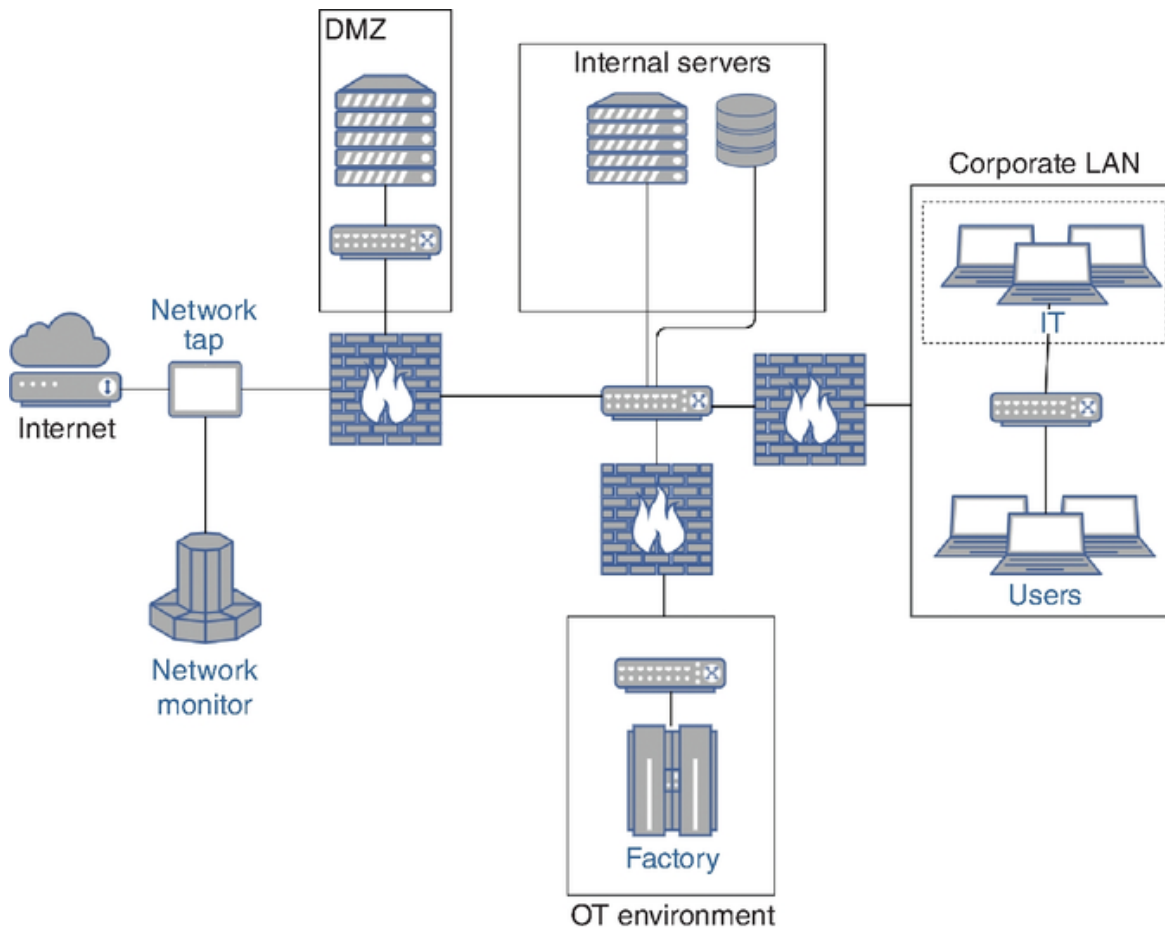 DMZ
Internal servers
Corporate LAN
Network
tap
IT
Internet
Users
Network
monitor
Factory
OT environment